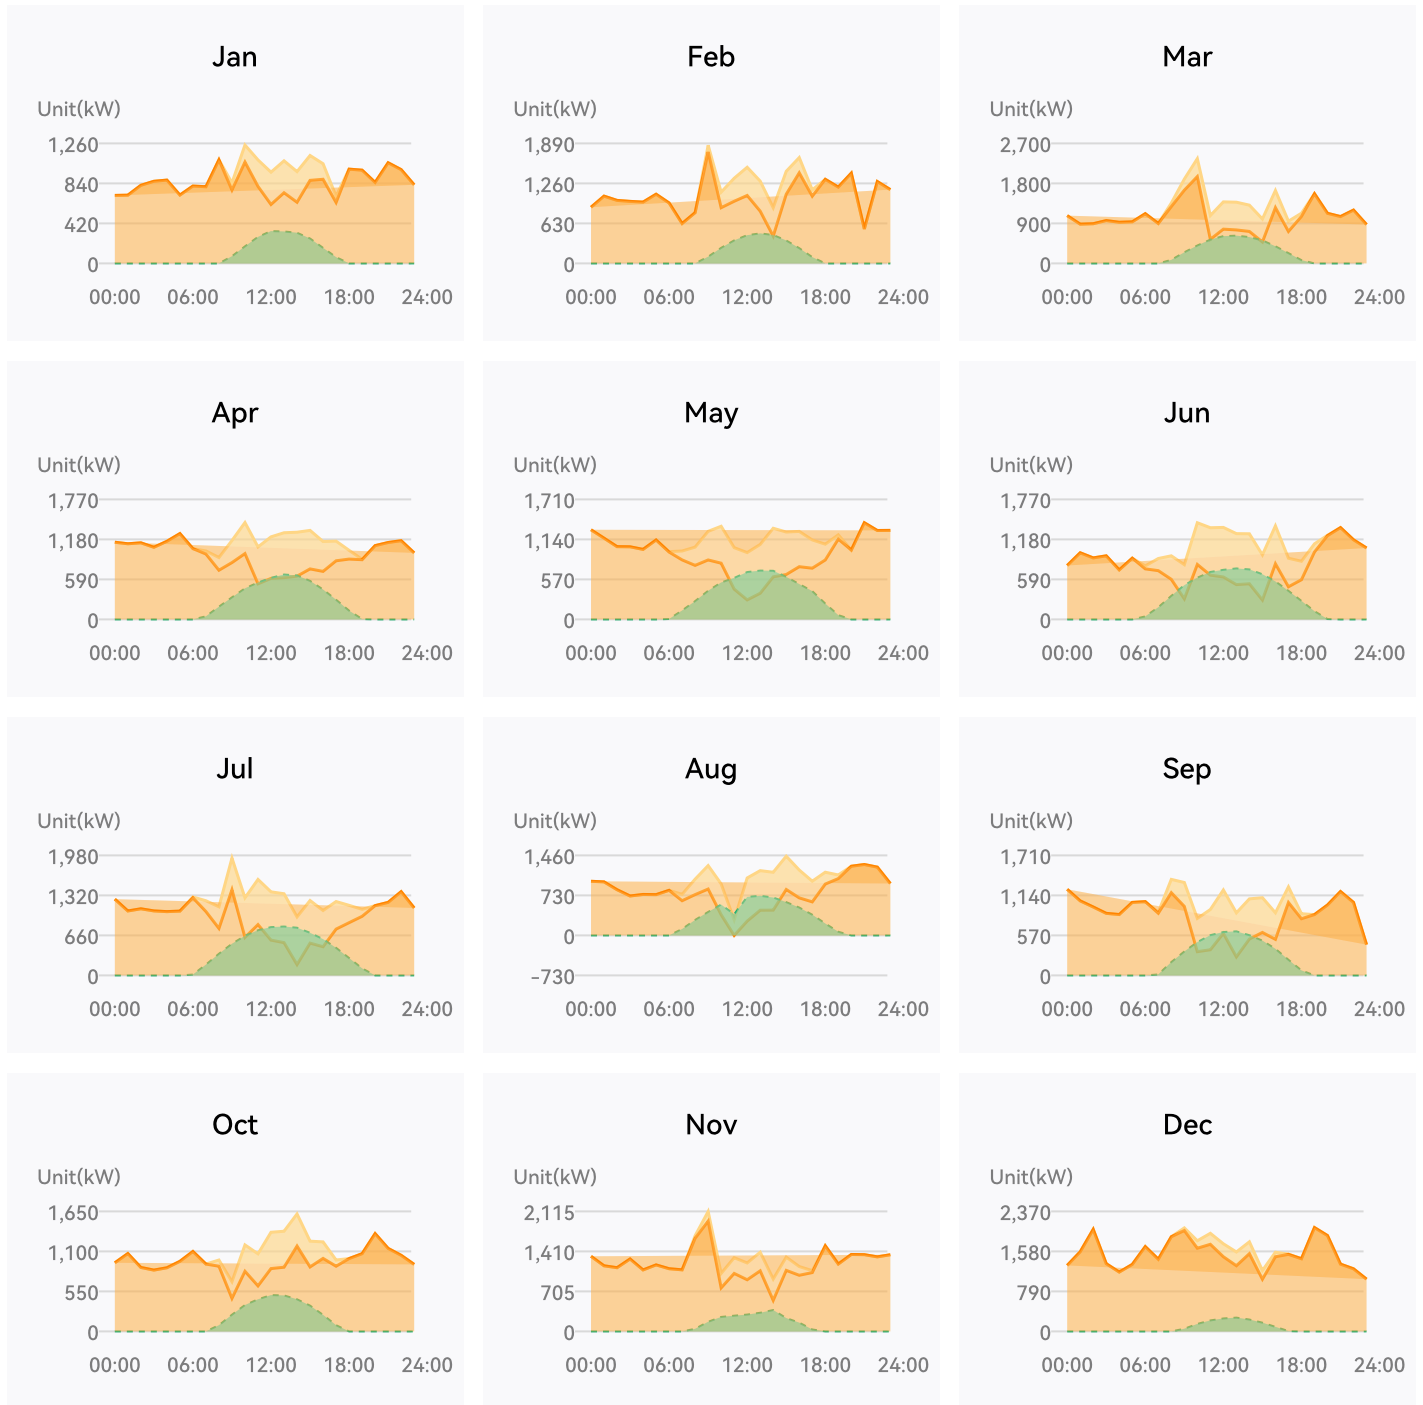 Jan
Unit(kW)
1,260
840
420
0
00:00 06:00 12:00 18:00 24:00
Feb
Unit(kW)
1,890
1,260
630
0
00:00 06:00 12:00 18:00 24:00
Mar
Unit(kW)
2,700
1,800
900
0
00:00 06:00 12:00 18:00 24:00
Apr
Unit(kW)
1,770
1,180
590
0
00:00 06:00 12:00 18:00 24:00
May
Unit(kW)
1,710
1,140
570
0
00:00 06:00 12:00 18:00 24:00
Jun
Unit(kW)
1,770
1,180
590
0
00:00 06:00 12:00 18:00 24:00
Jul
Unit(kW)
1,980
1,320
660
0
00:00 06:00 12:00 18:00 24:00
Aug
Unit(kW)
1,460
730
0
-730
00:00 06:00 12:00 18:00 24:00
Sep
Unit(kW)
1,710
1,140
570
0
00:00 06:00 12:00 18:00 24:00
Oct
Unit(kW)
1,650
1,100
550
0
00:00 06:00 12:00 18:00 24:00
Nov
Unit(kW)
2,115
1,410
705
0
00:00 06:00 12:00 18:00 24:00
Dec
Unit(kW)
2,370
1,580
790
0
00:00 06:00 12:00 18:00 24:00